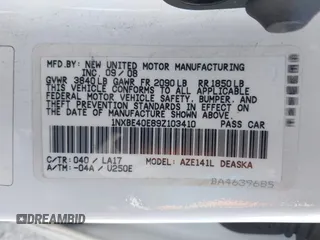 MFD.BY: NEW UNITED MOTOR MANUFACTURING
INC. 09/08
GVWR 3840LB GAWR FR 2090LB RR 1850LB
THIS VEHICLE CONFORMS TO ALL APPLICABLE
FEDERAL MOTOR VEHICLE SAFETY, BUMPER,
AND THEFT PREVENTION STANDARDS IN EFFECT
ON THE DATE OF MANUFACTURE SHOWN ABOVE.
1NXBE40E89Z103410 PASS CAR
C/TR: 040 / LA17 MODEL: AZE141L DEASKA
A/TM: -04A / U250E
BA4639685
DREAMBID